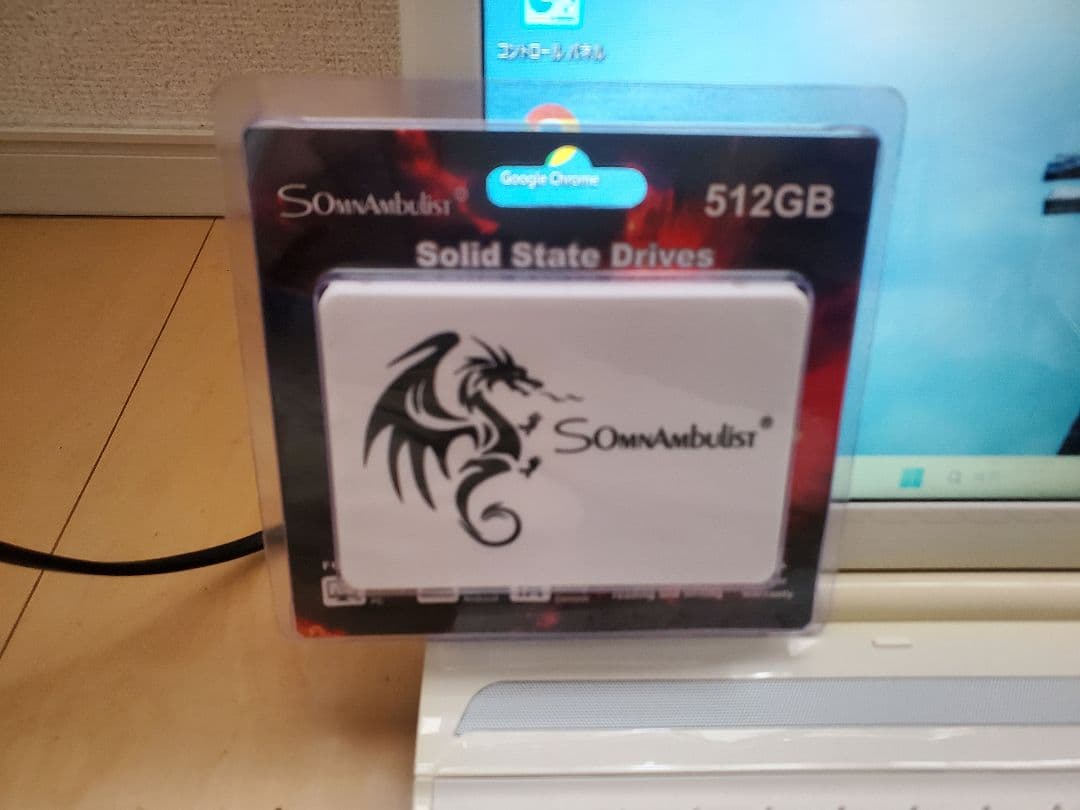 コントロール パネル
Google Chrome
SOMNAMBULIST®
512GB
Solid State Drives
SOMNAMBULIST®